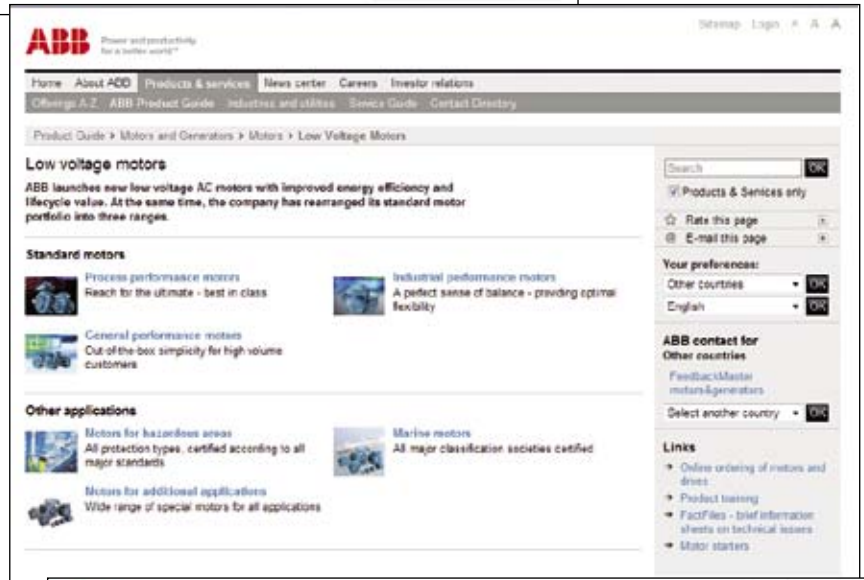 Sitemap Login A A A
ABB
Power and productivity
for a better world™
Home About ABB Products & services News center Careers Investor relations
Offerings A-Z ABB Product Guide Industries and utilities Service Guide Contact Directory
Product Guide > Motors and Generators > Motors > Low Voltage Motors
Low voltage motors
ABB launches new low voltage AC motors with improved energy efficiency and
lifecycle value. At the same time, the company has rearranged its standard motor
portfolio into three ranges.
Standard motors
Process performance motors
Reach for the ultimate - best in class
Industrial performance motors
A perfect sense of balance - providing optimal
flexibility
General performance motors
Out-of-the-box simplicity for high volume
customers
Other applications
Motors for hazardous areas
All protection types, certified according to all
major standards
Marine motors
All major classification societies certified
Motors for additional applications
Wide range of special motors for all applications
Search OK
Products & Services only
Rate this page
@ E-mail this page
Your preferences:
Other countries OK
English OK
ABB contact for
Other countries
FeedbackMaster
motors&generators
Select another country OK
Links
Online ordering of motors and
drives
Product training
FactFiles - brief information
sheets on technical issues
Motor starters